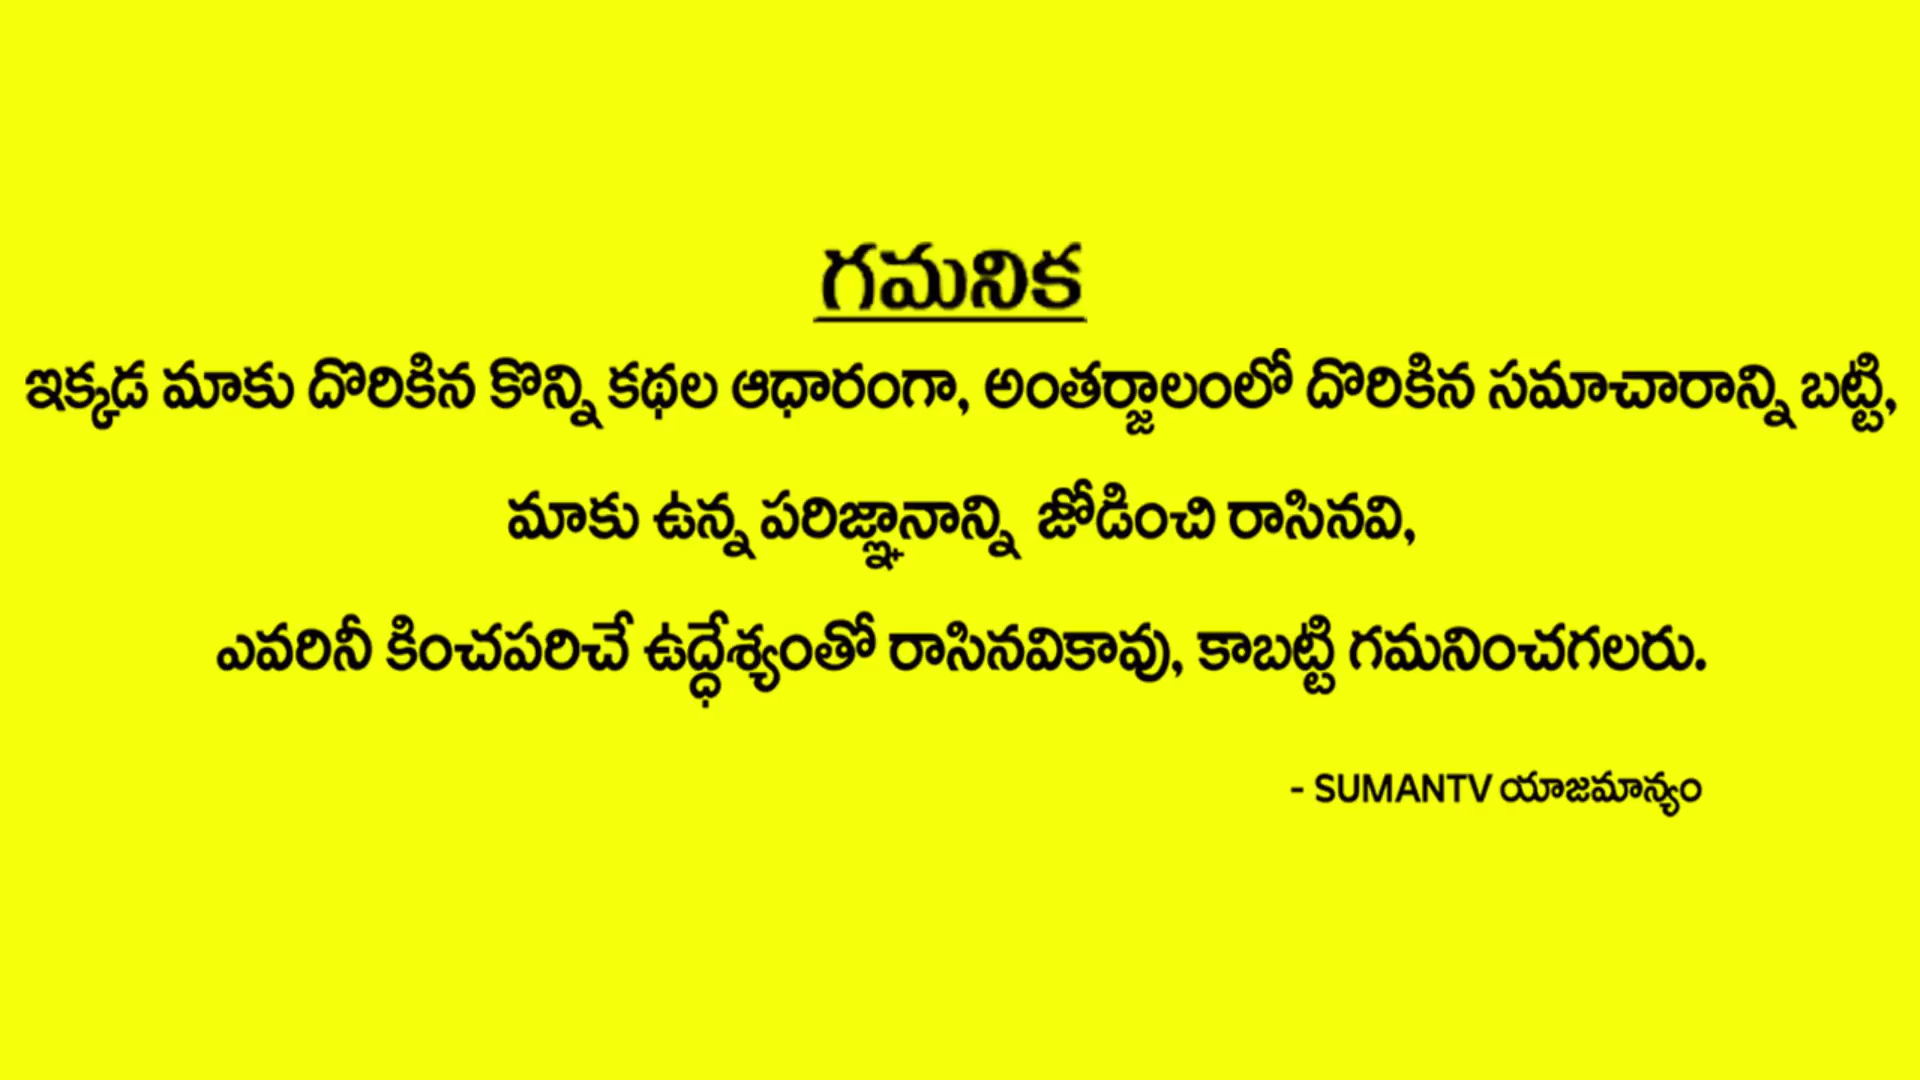 గమనిక
ఇక్కడ మాకు దొరికిన కొన్ని కథల ఆధారంగా, అంతర్జాలంలో దొరికిన సమాచారాన్ని బట్టి,
మాకు ఉన్న పరిజ్ఞానాన్ని జోడించి రాసినవి,
ఎవరినీ కించపరిచే ఉద్ధేశ్యంతో రాసినవికావు, కాబట్టి గమనించగలరు.
- SUMANTV యాజమాన్యం